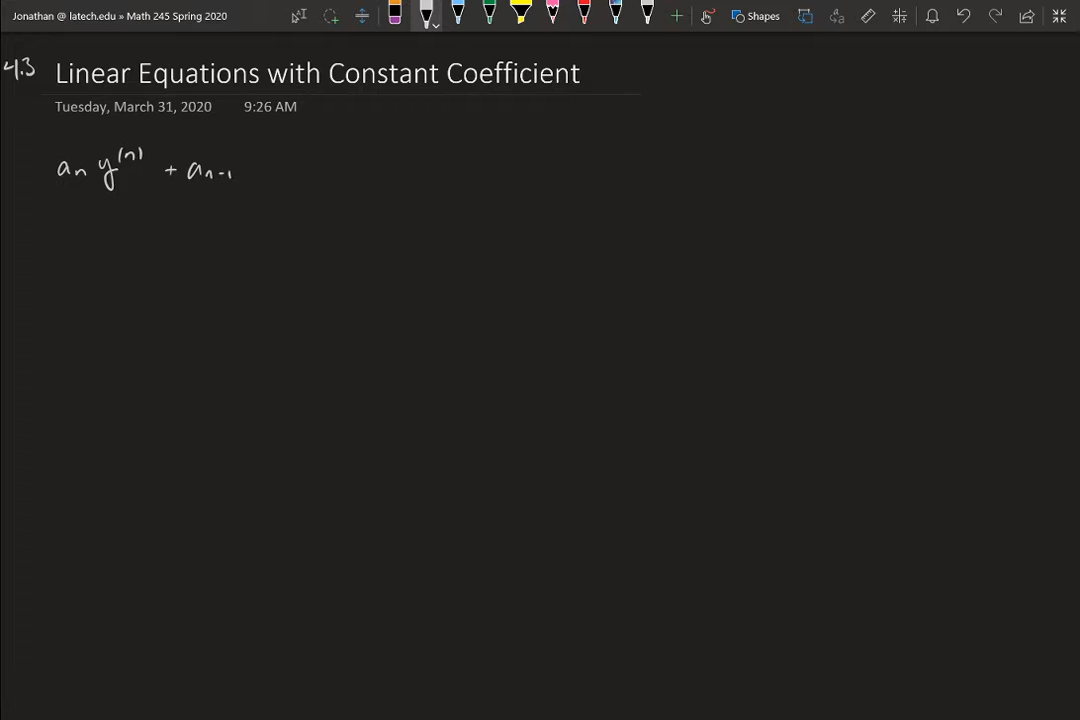 Jonathan @ latech.edu » Math 245 Spring 2020 Shapes
4.3 Linear Equations with Constant Coefficient
Tuesday, March 31, 2020 9:26 AM
aₙ y⁽ⁿ⁾ + aₙ₋₁